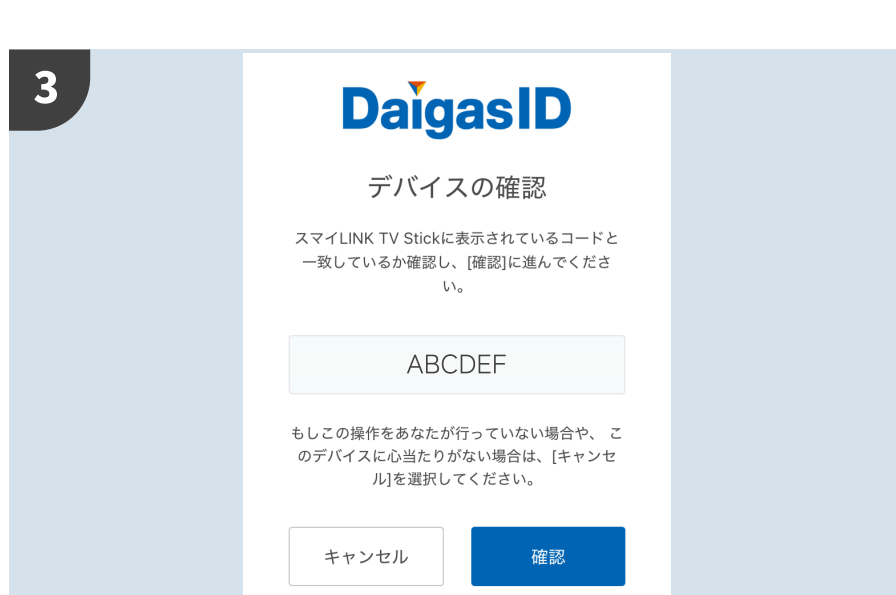 3
DaigasID
デバイスの確認
スマイLINK TV Stickに表示されているコードと
一致しているか確認し、[確認]に進んでくださ
い。
ABCDEF
もしこの操作をあなたが行っていない場合や、 こ
のデバイスに心当たりがない場合は、[キャンセ
ル]を選択してください。
キャンセル
確認